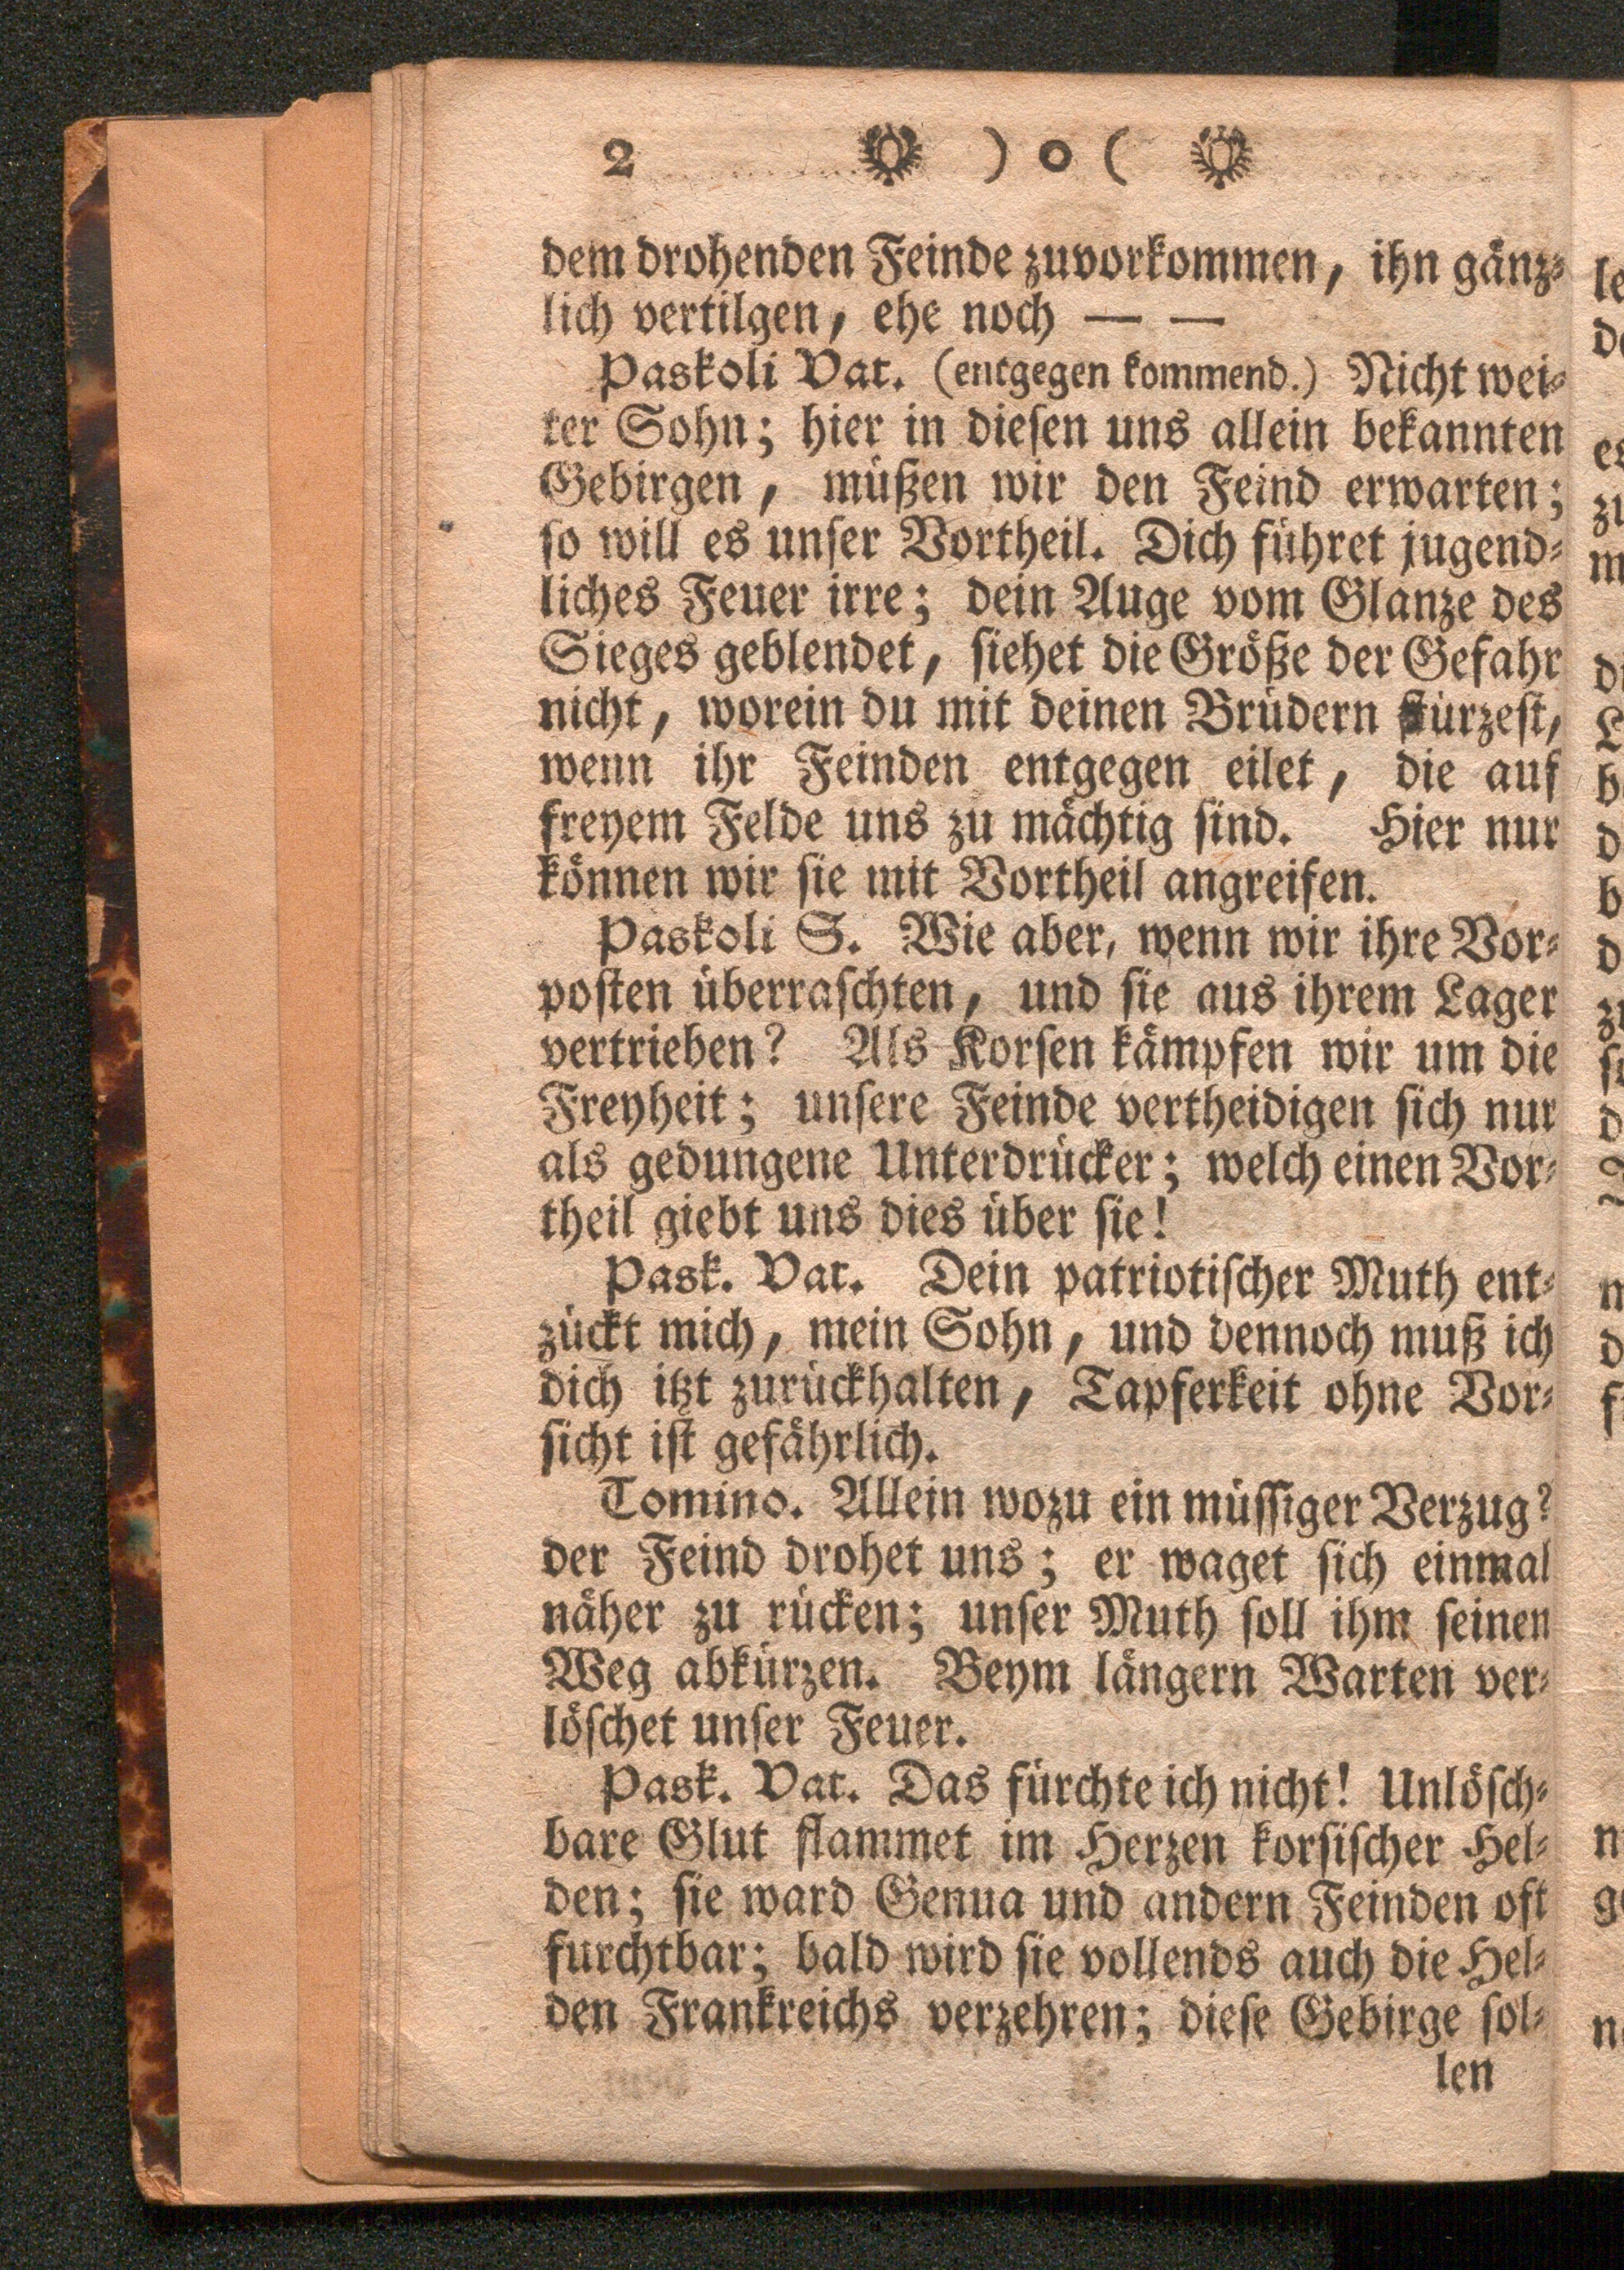 2 ) o (
dem drohenden Feinde zuvorkommen, ihn gänz-
lich vertilgen, ehe noch — —
Paskoli Vat. (entgegen kommend.) Nicht wei-
ter Sohn; hier in dieſen uns allein bekannten
Gebirgen, müßen wir den Feind erwarten;
ſo will es unſer Vortheil. Dich führet jugend-
liches Feuer irre; dein Auge vom Glanze des
Sieges geblendet, ſiehet die Größe der Gefahr
nicht, worein du mit deinen Brüdern ſtürzeſt,
wenn ihr Feinden entgegen eilet, die auf
freyem Felde uns zu mächtig ſind. Hier nur
können wir ſie mit Vortheil angreifen.
Paskoli S. Wie aber, wenn wir ihre Vor-
poſten überraſchten, und ſie aus ihrem Lager
vertrieben? Als Korſen kämpfen wir um die
Freyheit; unſere Feinde vertheidigen ſich nur
als gedungene Unterdrücker; welch einen Vor-
theil giebt uns dies über ſie!
Pask. Vat. Dein patriotiſcher Muth ent-
zückt mich, mein Sohn, und dennoch muß ich
dich itzt zurückhalten, Tapferkeit ohne Vor-
ſicht iſt gefährlich.
Tomino. Allein wozu ein müſſiger Verzug?
der Feind drohet uns; er waget ſich einmal
näher zu rücken; unſer Muth ſoll ihm ſeinen
Weg abkürzen. Beym längern Warten ver-
löſchet unſer Feuer.
Pask. Vat. Das fürchte ich nicht! Unlöſch-
bare Glut flammet im Herzen korſiſcher Hel-
den; ſie ward Genua und andern Feinden oft
furchtbar; bald wird ſie vollends auch die Hel-
den Frankreichs verzehren; dieſe Gebirge ſol-
len